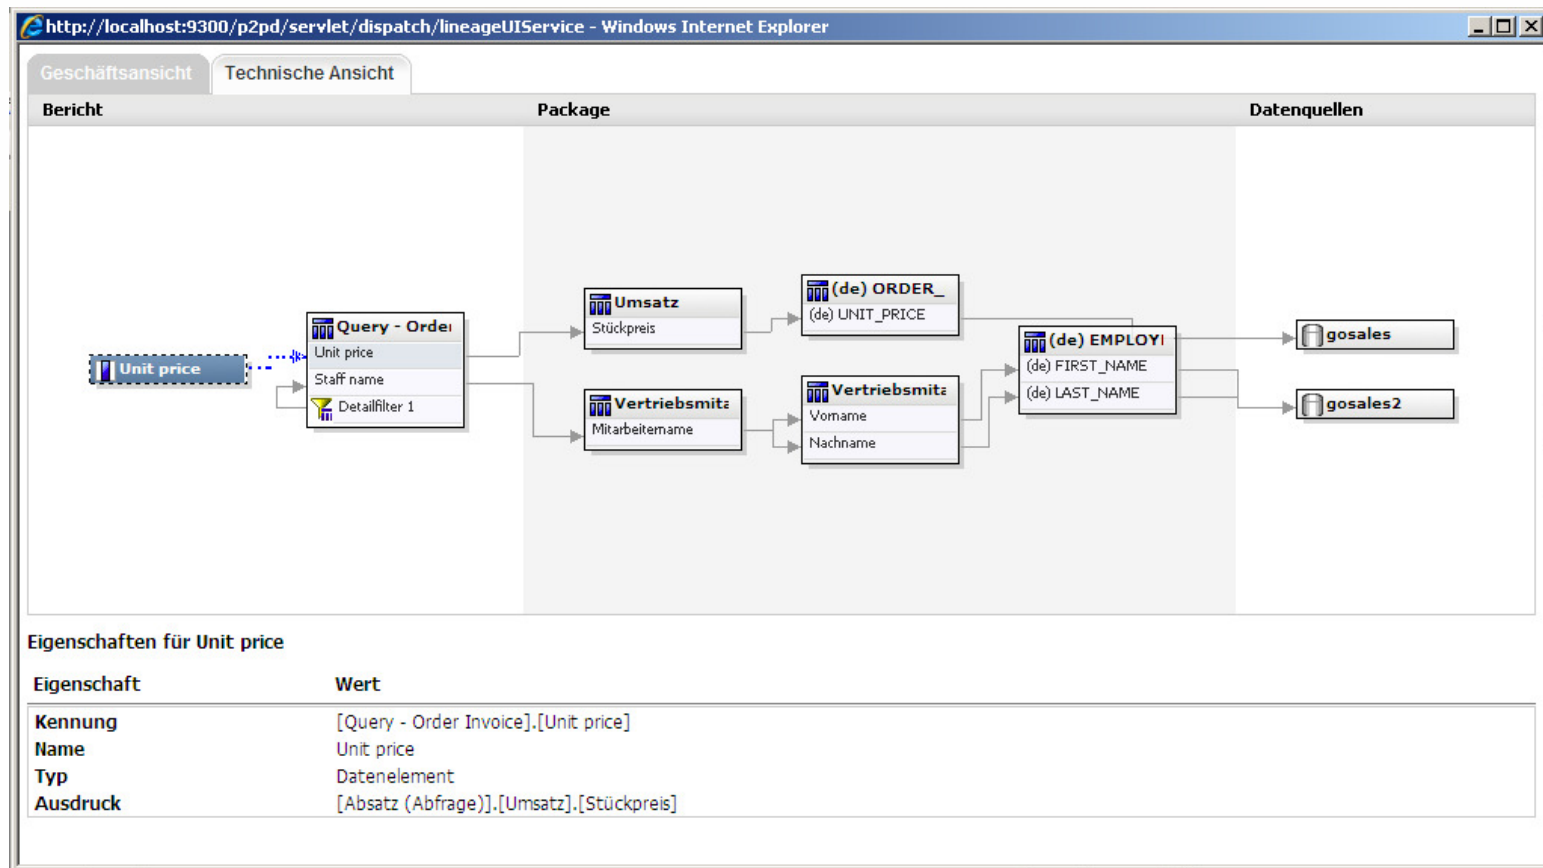 http://localhost:9300/p2pd/servlet/dispatch/lineageUIService - Windows Internet Explorer
Geschäftsansicht
Technische Ansicht
Bericht
Package
Datenquellen
Unit price
Query - Order
Unit price
Staff name
Detailfilter 1
Umsatz
Stückpreis
Vertriebsmita
Mitarbeitername
(de) ORDER_
(de) UNIT_PRICE
Vertriebsmita
Vorname
Nachname
(de) EMPLOYE
(de) FIRST_NAME
(de) LAST_NAME
gosales
gosales2
Eigenschaften für Unit price
Eigenschaft Wert
Kennung [Query - Order Invoice].[Unit price]
Name Unit price
Typ Datenelement
Ausdruck [Absatz (Abfrage)].[Umsatz].[Stückpreis]